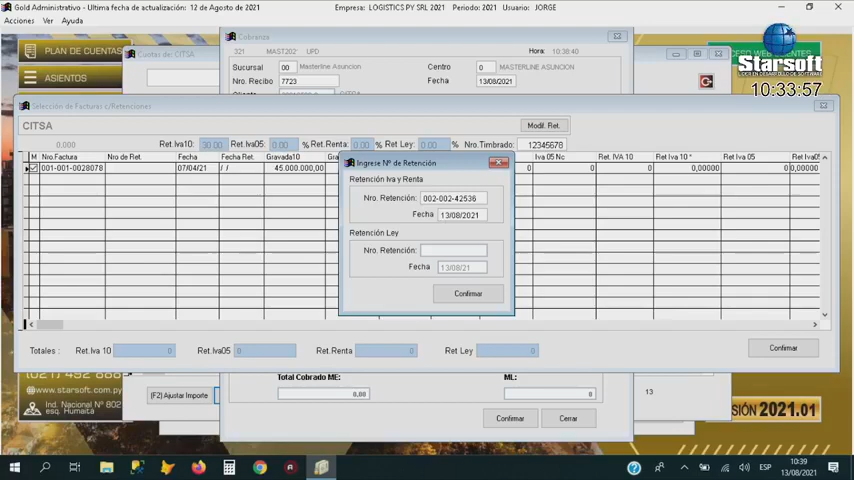 Gold Administrativo - Ultima fecha de actualización: 12 de Agosto de 2021 Empresa: LOGISTICS PY SRL 2021 Periodo: 2021 Usuario: JORGE
Acciones Ver Ayuda
PLAN DE CUENTAS
ASIENTOS
Cuotas de: CITSA
Cobranza
321 MAST202* UPD Hora: 10:38:40
Sucursal 00 Masterline Asuncion Centro 0 MASTERLINE ASUNCION
Nro. Recibo 7723 Fecha 13/08/2021
Starsoft
10:33:57
Selección de Facturas c/Retenciones
CITSA Modif. Ret.
0,000 Ret.Iva10: 30.00 Ret.Iva05: 0.00 % Ret.Renta: 0.00 % Ret Ley: 0.00 % Nro.Timbrado: 12345678
M Nro.Factura Nro de Ret. Fecha Fecha Ret. Gravada10 Iva 05 Nc Ret. IVA 10 Ret Iva 10 * Ret Iva 05 Ret Iva0
001-001-0028078 07/04/21 / / 45.000.000,00 0 0 0,00000 0 0,00000
Ingrese Nº de Retención
Retención Iva y Renta
Nro. Retención: 002-002-42536
Fecha 13/08/2021
Retención Ley
Nro. Retención:
Fecha 13/08/21
Confirmar
Totales : Ret.Iva 10 0 Ret.Iva05 0 Ret.Renta 0 Ret Ley 0 Confirmar
www.starsoft.com.py
Ind. Nacional Nº 802
esq. Humaitá
(F2) Ajustar Importe
Total Cobrado ME: 0,00 ML: 0
13
Confirmar Cerrar
2021.01
ESP
10:39
13/08/2021